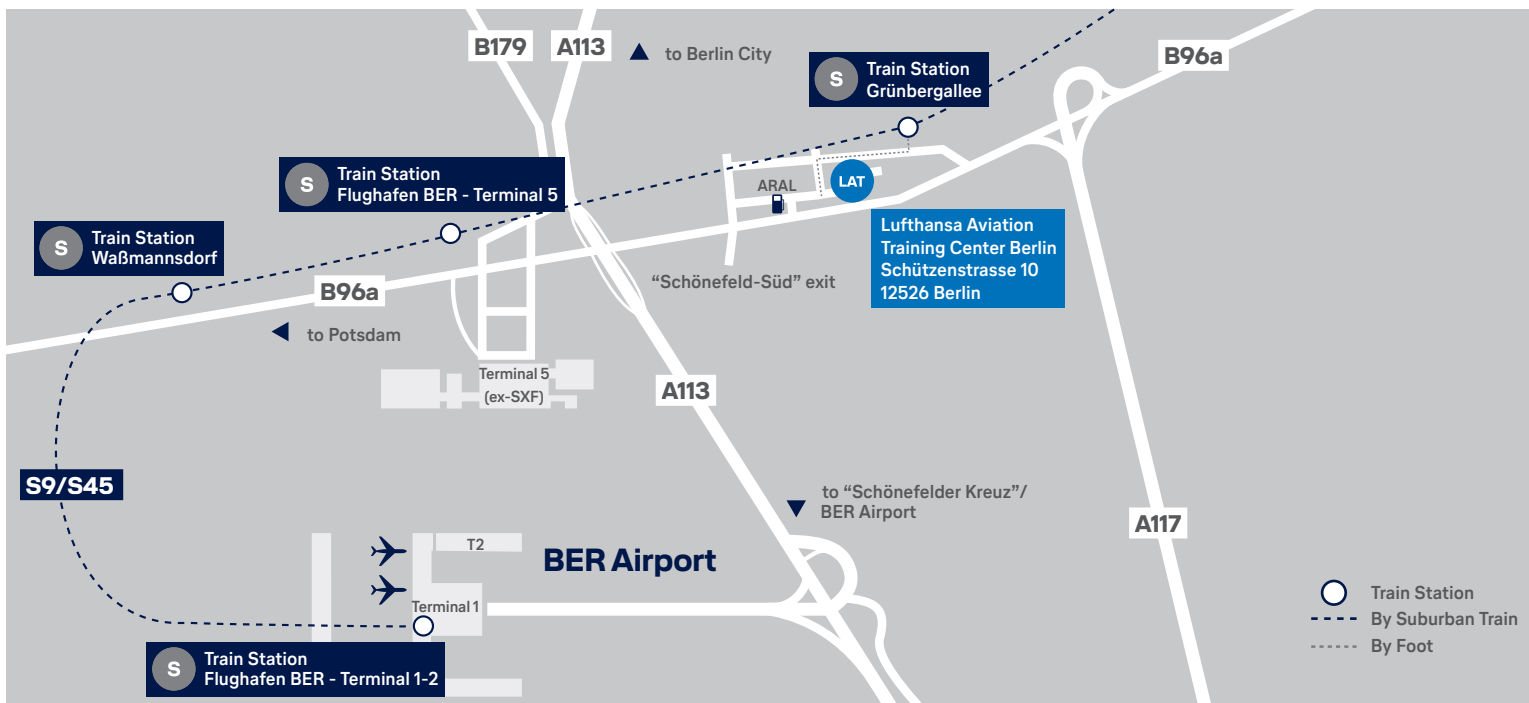 B179
A113
to Berlin City
S
Train Station
Grünbergallee
B96a
S
Train Station
Flughafen BER - Terminal 5
ARAL
LAT
S
Train Station
Waßmannsdorf
Lufthansa Aviation
Training Center Berlin
Schützenstrasse 10
12526 Berlin
“Schönefeld-Süd” exit
B96a
to Potsdam
Terminal 5
(ex-SXF)
A113
S9/S45
to “Schönefelder Kreuz”/
BER Airport
A117
T2
BER Airport
Terminal 1
S
Train Station
Flughafen BER - Terminal 1-2
Train Station
By Suburban Train
By Foot